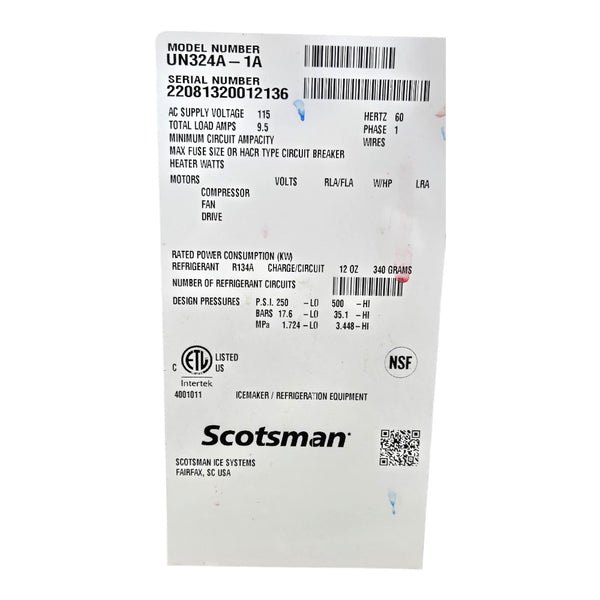 MODEL NUMBER
UN324A-1A
SERIAL NUMBER
22081320012136
AC SUPPLY VOLTAGE 115 HERTZ 60
TOTAL LOAD AMPS 9.5 PHASE 1
MINIMUM CIRCUIT AMPACITY WIRES
MAX FUSE SIZE OR HACR TYPE CIRCUIT BREAKER
HEATER WATTS
MOTORS VOLTS RLA/FLA W/HP LRA
COMPRESSOR
FAN
DRIVE
RATED POWER CONSUMPTION (KW)
REFRIGERANT R134A CHARGE/CIRCUIT 12 OZ 340 GRAMS
NUMBER OF REFRIGERANT CIRCUITS
DESIGN PRESSURES P.S.I. 250 -LO 500 -HI
BARS 17.6 -LO 35.1 -HI
MPa 1.724 -LO 3.448 -HI
C ETL LISTED US
Intertek
4001011
NSF
ICEMAKER / REFRIGERATION EQUIPMENT
Scotsman
SCOTSMAN ICE SYSTEMS
FAIRFAX, SC USA